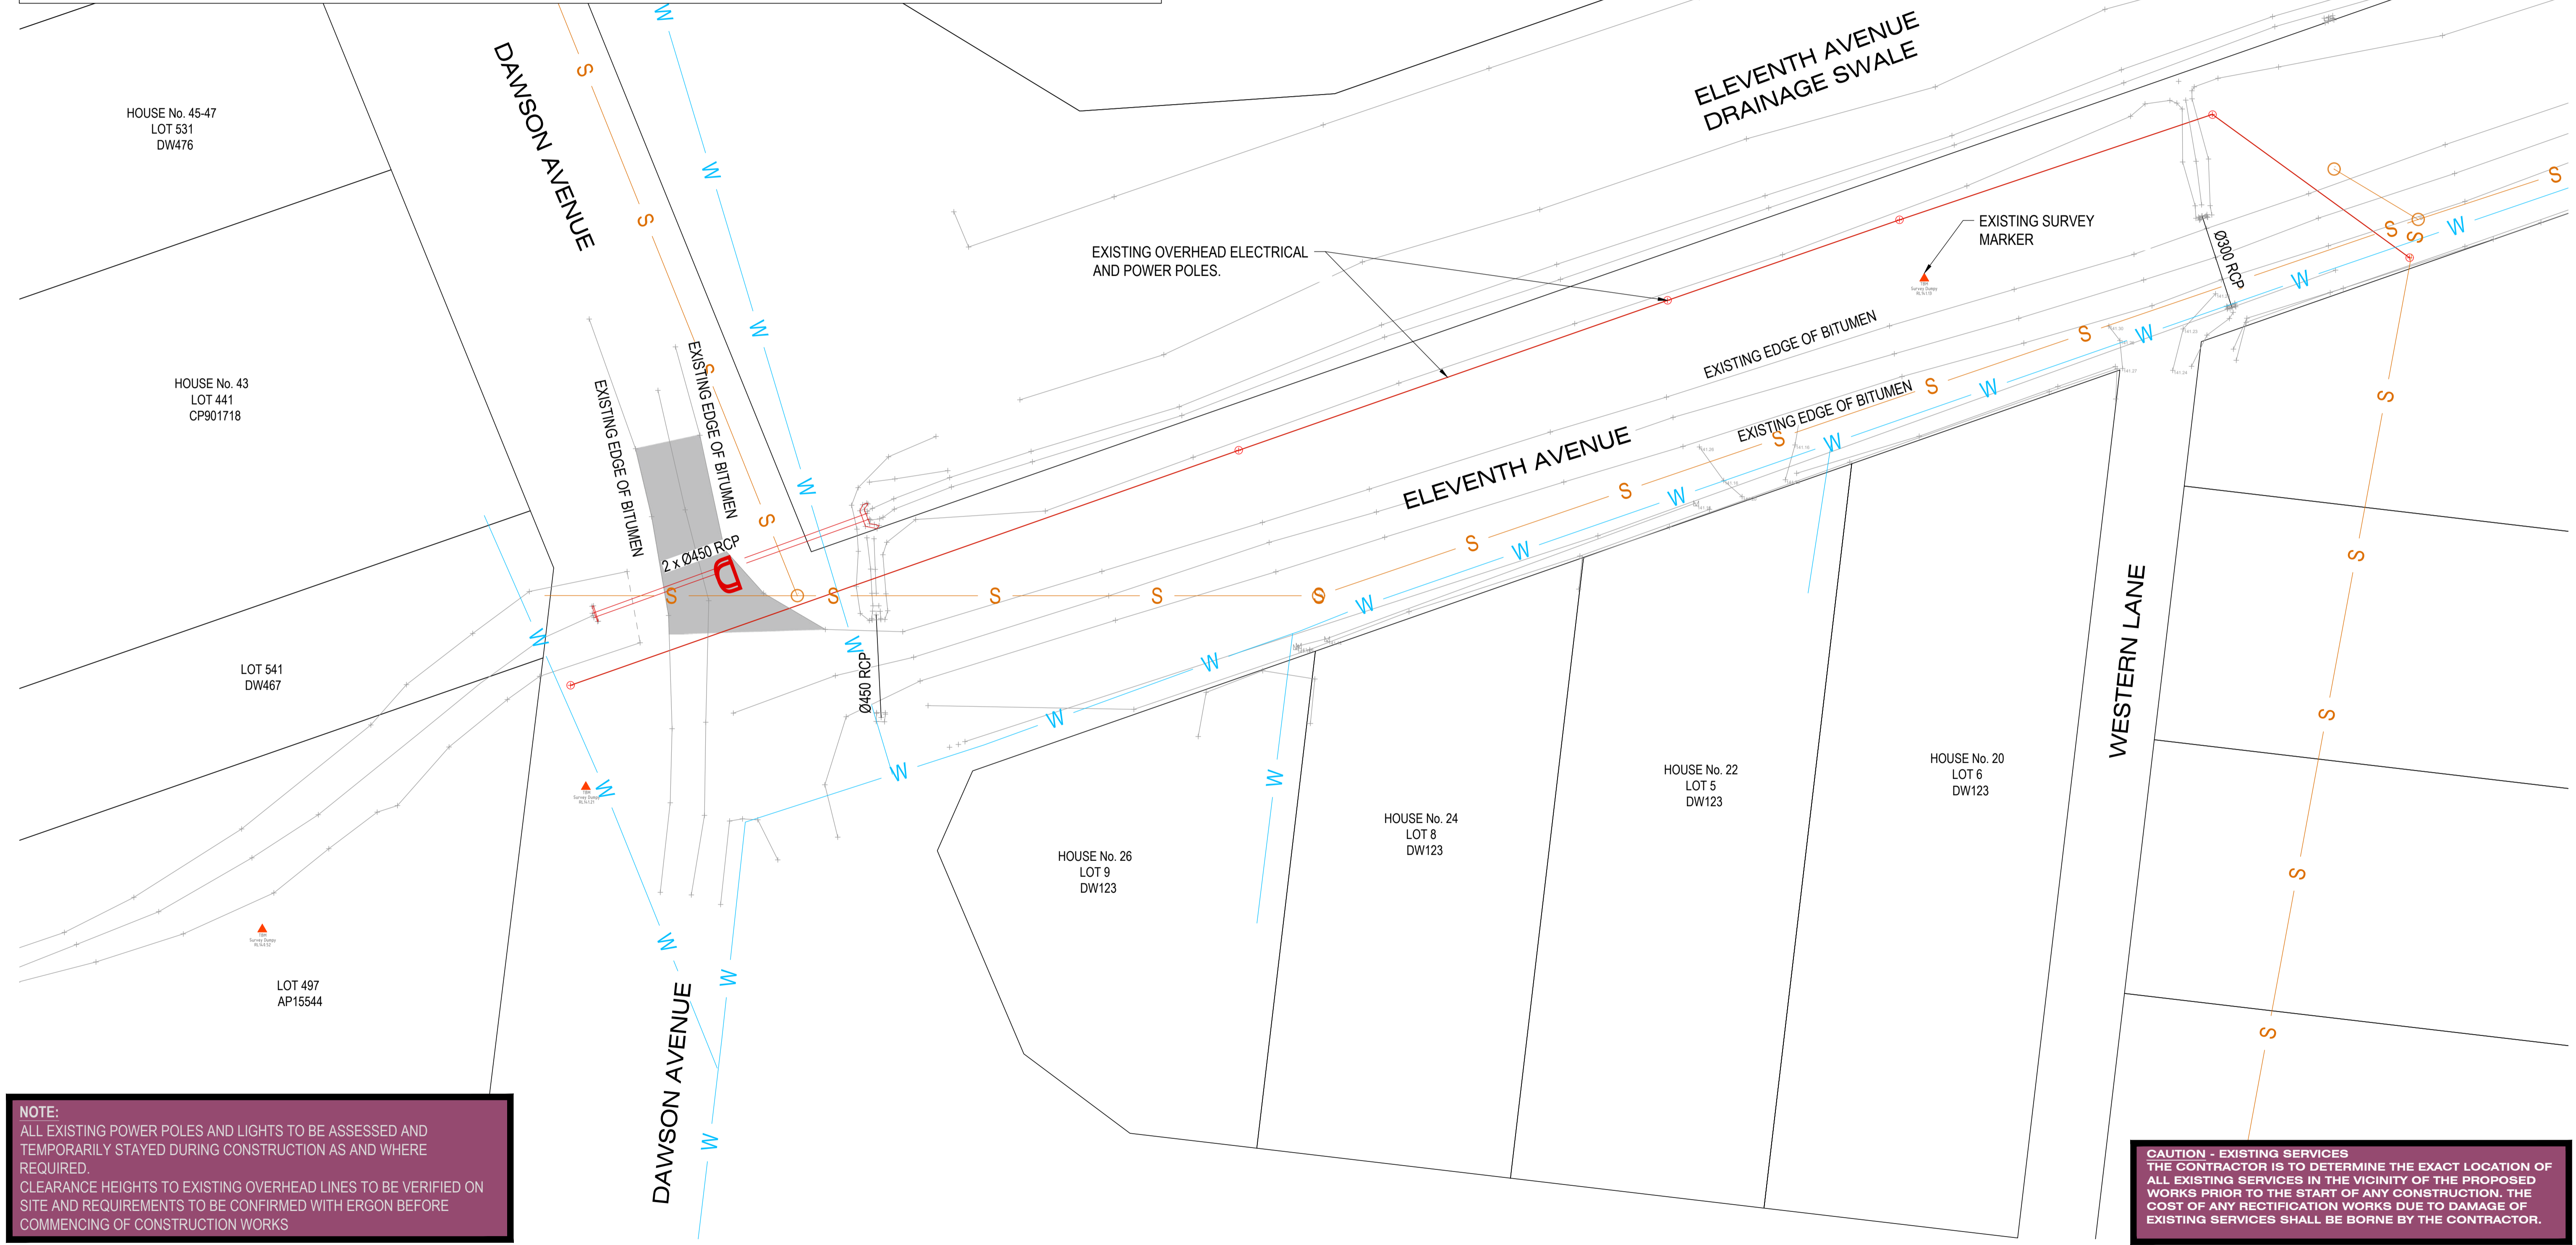 ELEVENTH AVENUE
DRAINAGE SWALE
DAWSON AVENUE
HOUSE No. 45-47
LOT 531
DW476
EXISTING OVERHEAD ELECTRICAL
AND POWER POLES.
EXISTING SURVEY
MARKER
Ø300 RCP
EXISTING EDGE OF BITUMEN
EXISTING EDGE OF BITUMEN
EXISTING EDGE OF BITUMEN
EXISTING EDGE OF BITUMEN
HOUSE No. 43
LOT 441
CP901718
ELEVENTH AVENUE
2 x Ø450 RCP
Ø450 RCP
LOT 541
DW467
WESTERN LANE
HOUSE No. 20
LOT 6
DW123
HOUSE No. 22
LOT 5
DW123
HOUSE No. 24
LOT 8
DW123
HOUSE No. 26
LOT 9
DW123
TBM
Survey Dumpy
TBM
Survey Dumpy
TBM
Survey Dumpy
LOT 497
AP15544
DAWSON AVENUE
NOTE:
ALL EXISTING POWER POLES AND LIGHTS TO BE ASSESSED AND
TEMPORARILY STAYED DURING CONSTRUCTION AS AND WHERE
REQUIRED.
CLEARANCE HEIGHTS TO EXISTING OVERHEAD LINES TO BE VERIFIED ON
SITE AND REQUIREMENTS TO BE CONFIRMED WITH ERGON BEFORE
COMMENCING OF CONSTRUCTION WORKS
CAUTION - EXISTING SERVICES
THE CONTRACTOR IS TO DETERMINE THE EXACT LOCATION OF
ALL EXISTING SERVICES IN THE VICINITY OF THE PROPOSED
WORKS PRIOR TO THE START OF ANY CONSTRUCTION. THE
COST OF ANY RECTIFICATION WORKS DUE TO DAMAGE OF
EXISTING SERVICES SHALL BE BORNE BY THE CONTRACTOR.